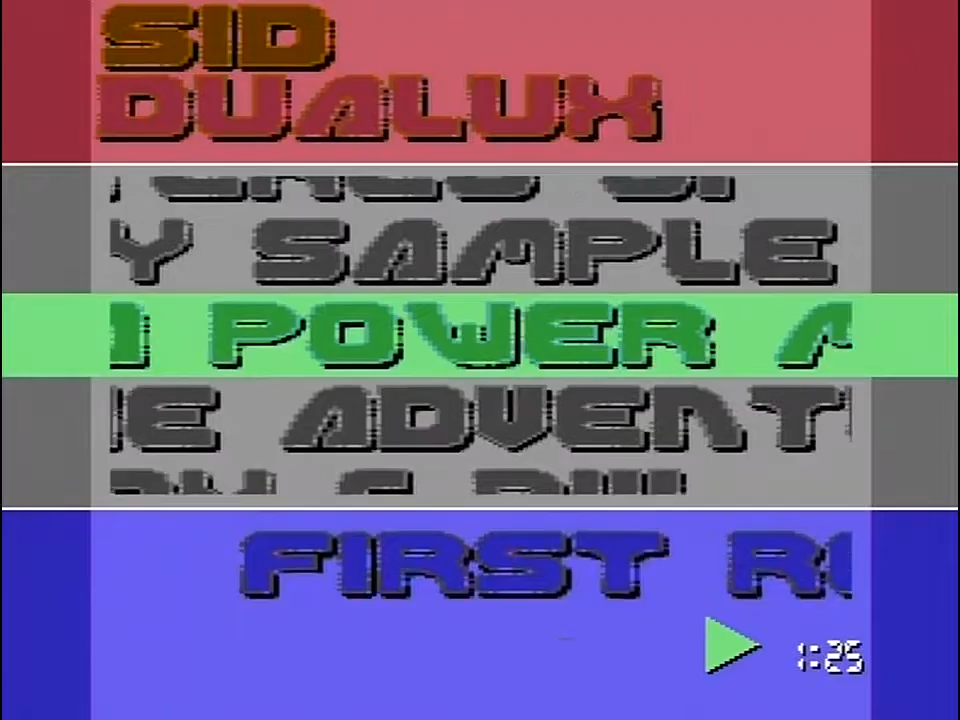 SID
DUALUX
Y SAMPLE
POWER A
E ADVENT
FIRST R
1:25